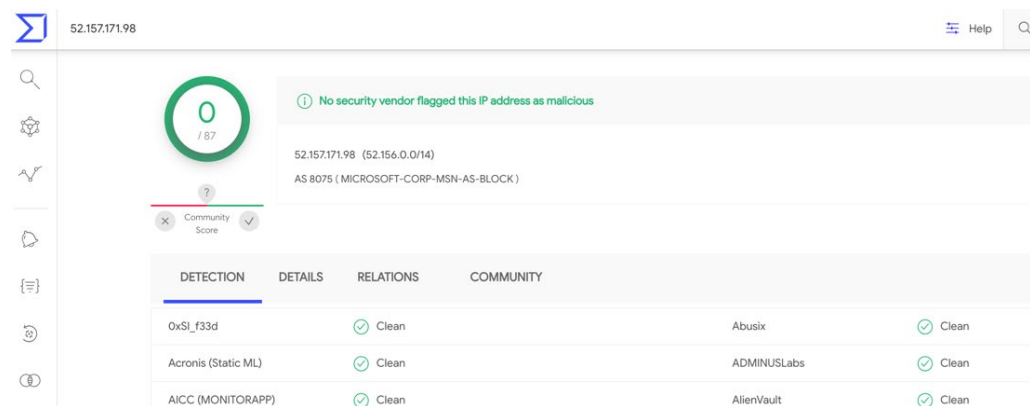 52.157.171.98
Help
0
/ 87
No security vendor flagged this IP address as malicious
52.157.171.98 (52.156.0.0/14)
AS 8075 ( MICROSOFT-CORP-MSN-AS-BLOCK )
?
Community
Score
DETECTION DETAILS RELATIONS COMMUNITY
0xSI_f33d Clean Abusix Clean
Acronis (Static ML) Clean ADMINUSLabs Clean
AICC (MONITORAPP) Clean AlienVault Clean